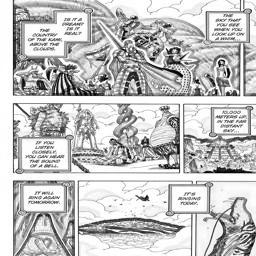 IS IT A
DREAM?
IS IT
REAL?
THE
COUNTRY
OF THE KAMI,
ABOVE THE
CLOUDS.
THE
SKY THAT
YOU SEE
WHEN YOU
LOOK UP ON
A WHIM,
IF YOU
LISTEN
CLOSELY,
YOU CAN HEAR
THE SOUND
OF A BELL.
10,000
METERS UP,
IN THE FAR
DISTANT
SKY...
IT WILL
RING AGAIN
TOMORROW.
IT'S
RINGING
TODAY.